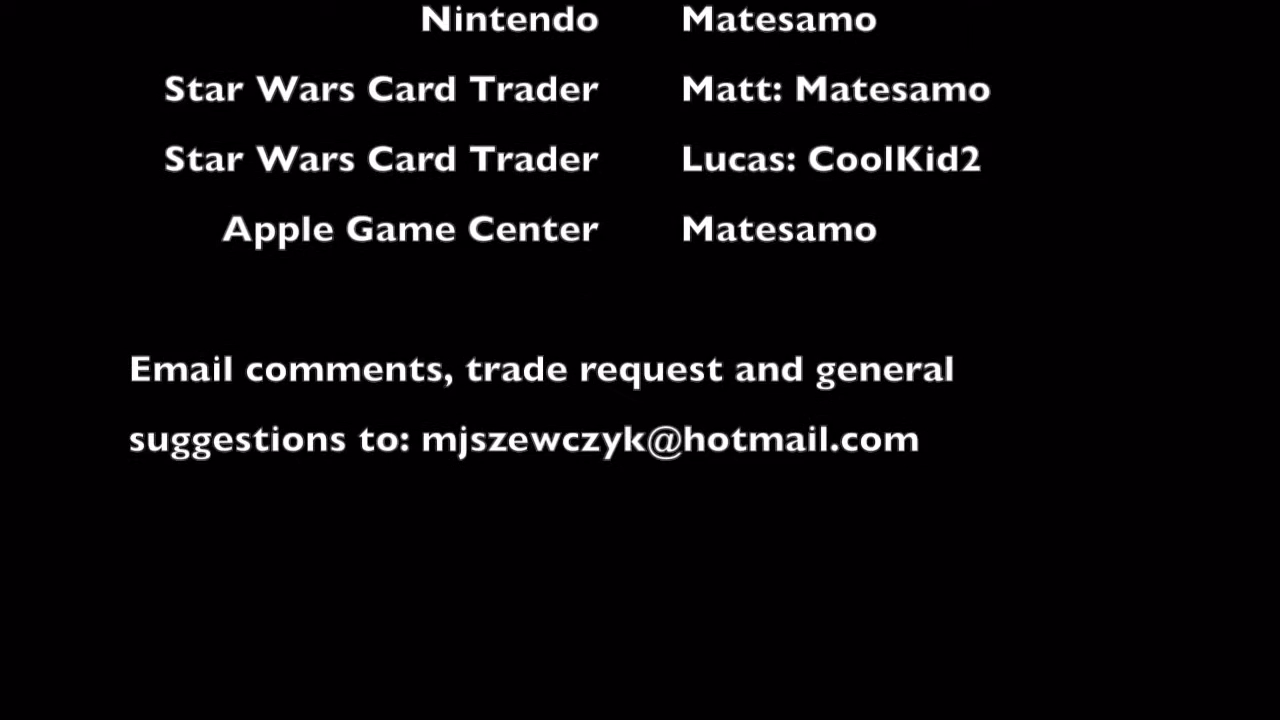 Nintendo Matesamo
Star Wars Card Trader Matt: Matesamo
Star Wars Card Trader Lucas: CoolKid2
Apple Game Center Matesamo
Email comments, trade request and general
suggestions to: mjszewczyk@hotmail.com